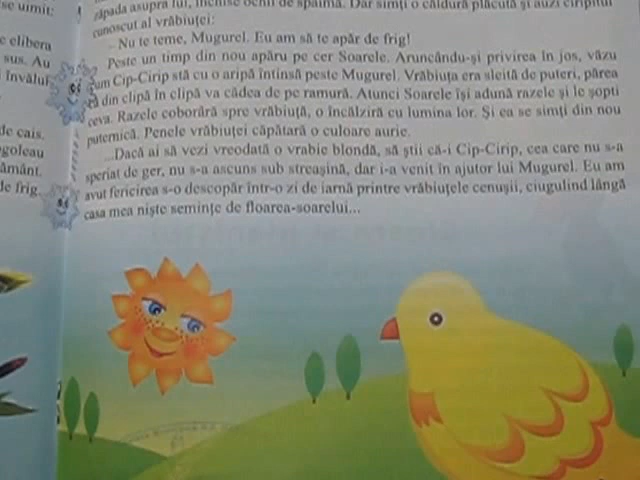 se uimit:
e elibera
sus. Au
învălui
de cais.
goleau
ământ.
de frig.
zăpada asupra lui, închise ochii de spaimă. Dar simți o căldură plăcută și auzi ciripitul
cunoscut al vrăbiuței:
– Nu te teme, Mugurel. Eu am să te apăr de frig!
Peste un timp din nou apăru pe cer Soarele. Aruncându-și privirea în jos, văzu
cum Cip-Cirip stă cu o aripă întinsă peste Mugurel. Vrăbiuța era sleită de puteri, părea
că din clipă în clipă va cădea de pe ramură. Atunci Soarele își adună razele și le șopti
ceva. Razele coborâră spre vrăbiuță, o încălziră cu lumina lor. Și ea se simți din nou
puternică. Penele vrăbiuței căpătară o culoare aurie.
...Dacă ai să vezi vreodată o vrabie blondă, să știi că-i Cip-Cirip, cea care nu s-a
speriat de ger, nu s-a ascuns sub streașină, dar i-a venit în ajutor lui Mugurel. Eu am
avut fericirea s-o descopăr într-o zi de iarnă printre vrăbiuțele cenușii, ciugulind lângă
casa mea niște semințe de floarea-soarelui...